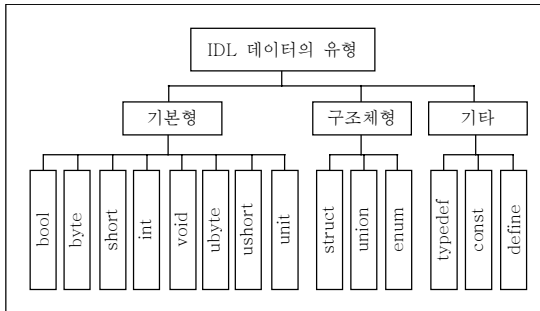 IDL 데이터의 유형
기본형
구조체형
기타
bool
byte
short
int
void
ubyte
ushort
unit
struct
union
enum
typedef
const
define